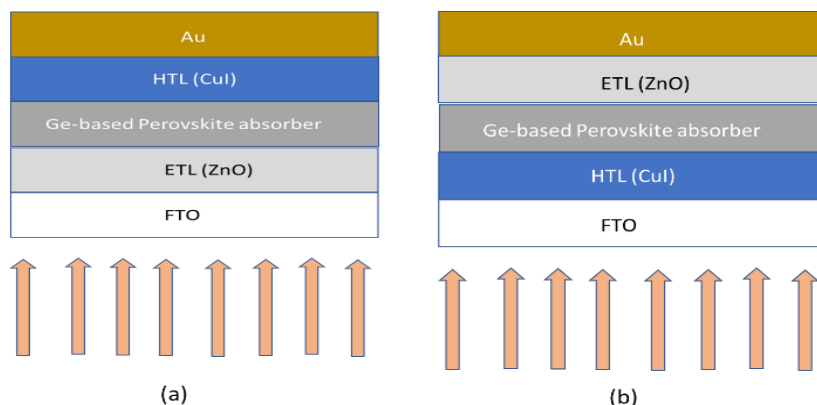 Au
HTL (CuI)
Ge-based Perovskite absorber
ETL (ZnO)
FTO
(a)
Au
ETL (ZnO)
Ge-based Perovskite absorber
HTL (CuI)
FTO
(b)